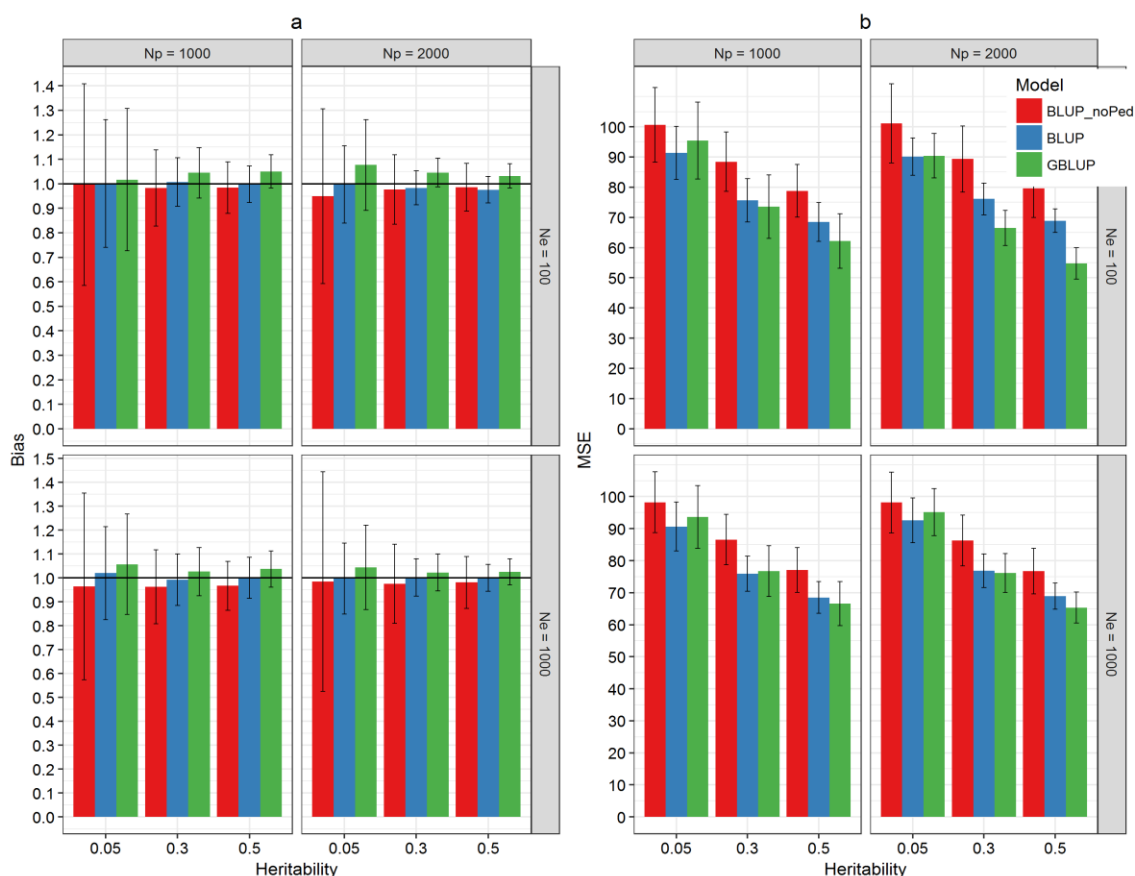 a
b
Np = 1000
Np = 2000
Np = 1000
Np = 2000
Model
BLUP_noPed
BLUP
GBLUP
1.4
1.3
1.2
1.1
1.0
0.9
0.8
0.7
0.6
0.5
0.4
0.3
0.2
0.1
0.0
Ne = 100
100
90
80
70
60
50
40
30
20
10
0
Ne = 100
Bias
MSE
1.5
1.4
1.3
1.2
1.1
1.0
0.9
0.8
0.7
0.6
0.5
0.4
0.3
0.2
0.1
0.0
Ne = 1000
100
90
80
70
60
50
40
30
20
10
0
Ne = 1000
0.05 0.3 0.5
0.05 0.3 0.5
0.05 0.3 0.5
0.05 0.3 0.5
Heritability
Heritability